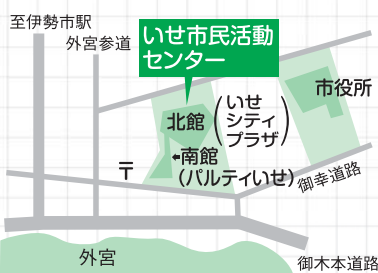 至伊勢市駅
外宮参道
いせ市民活動
センター
市役所
北館
(いせ
シティ
プラザ)
←南館
(パルティいせ)
〒
御幸道路
外宮
御木本道路